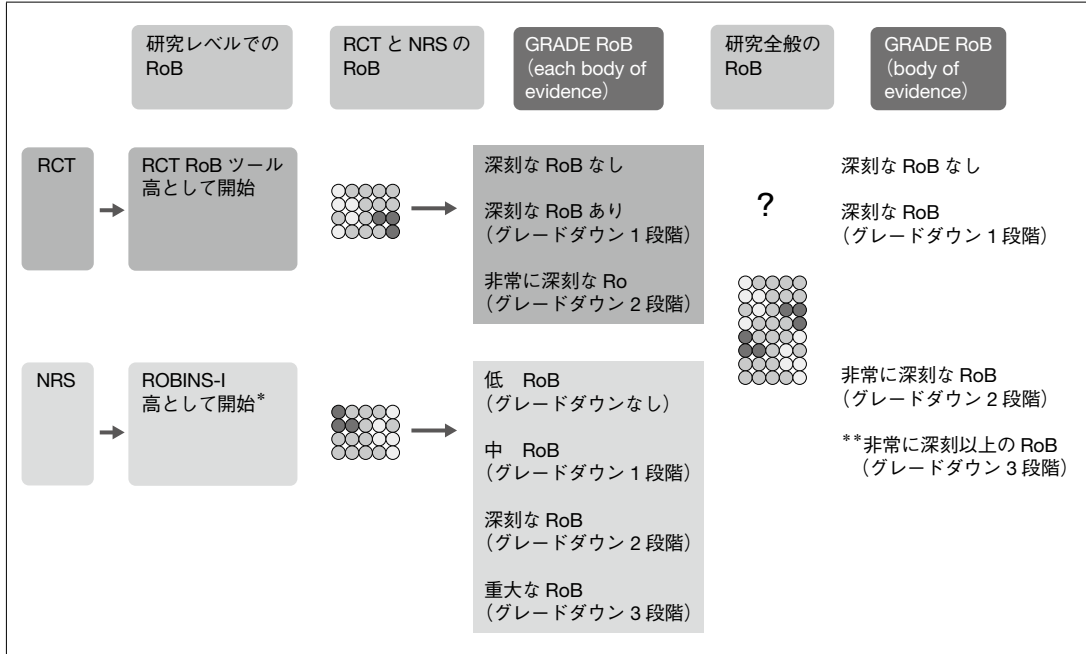 研究レベルでの
RoB
RCT と NRS の
RoB
GRADE RoB
（each body of
evidence）
研究全般の
RoB
GRADE RoB
（body of
evidence）
RCT
RCT RoB ツール
高として開始
深刻な RoB なし
深刻な RoB あり
（グレードダウン 1 段階）
非常に深刻な Ro
（グレードダウン 2 段階）
?
深刻な RoB なし
深刻な RoB
（グレードダウン 1 段階）
NRS
ROBINS-I
高として開始*
低　RoB
（グレードダウンなし）
中　RoB
（グレードダウン 1 段階）
深刻な RoB
（グレードダウン 2 段階）
重大な RoB
（グレードダウン 3 段階）
非常に深刻な RoB
（グレードダウン 2 段階）
**非常に深刻以上の RoB
（グレードダウン 3 段階）